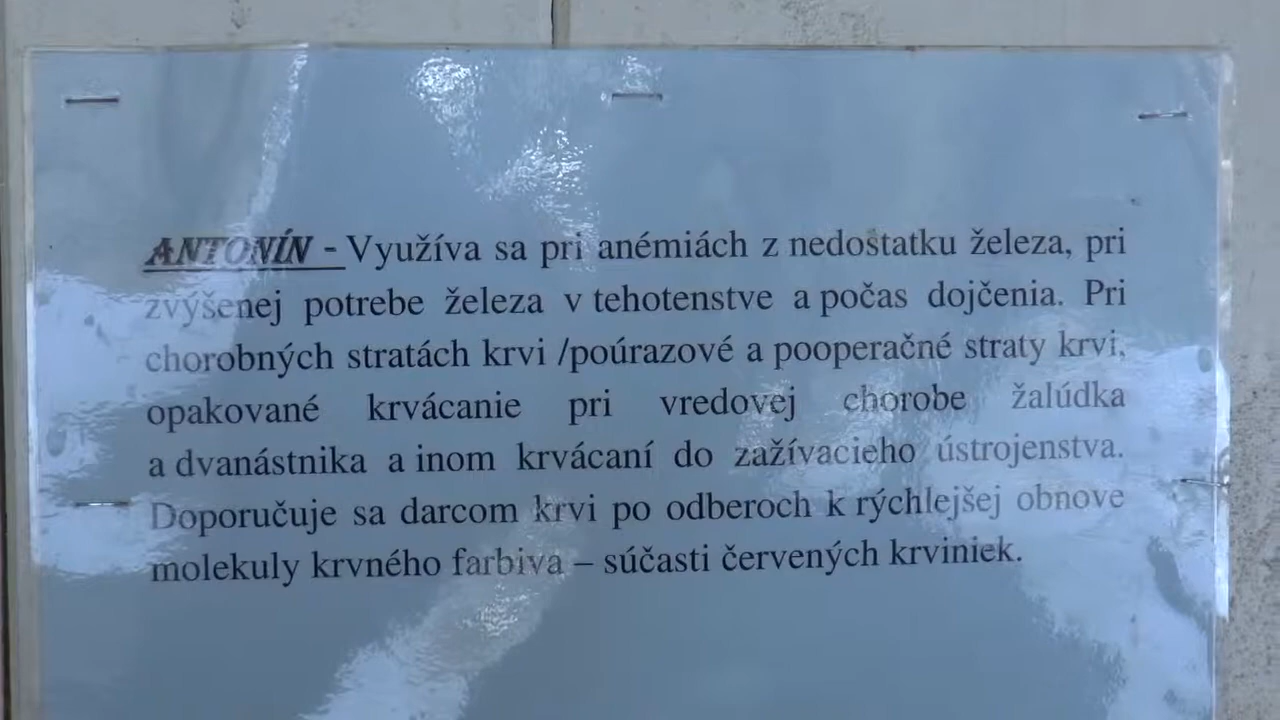 ANTONÍN - Využíva sa pri anémiách z nedostatku železa, pri
zvýšenej potrebe železa v tehotenstve a počas dojčenia. Pri
chorobných stratách krvi /poúrazové a pooperačné straty krvi,
opakované krvácanie pri vredovej chorobe žalúdka
a dvanástnika a inom krvácaní do zažívacieho ústrojenstva.
Doporučuje sa darcom krvi po odberoch k rýchlejšej obnove
molekuly krvného farbiva – súčasti červených krviniek.